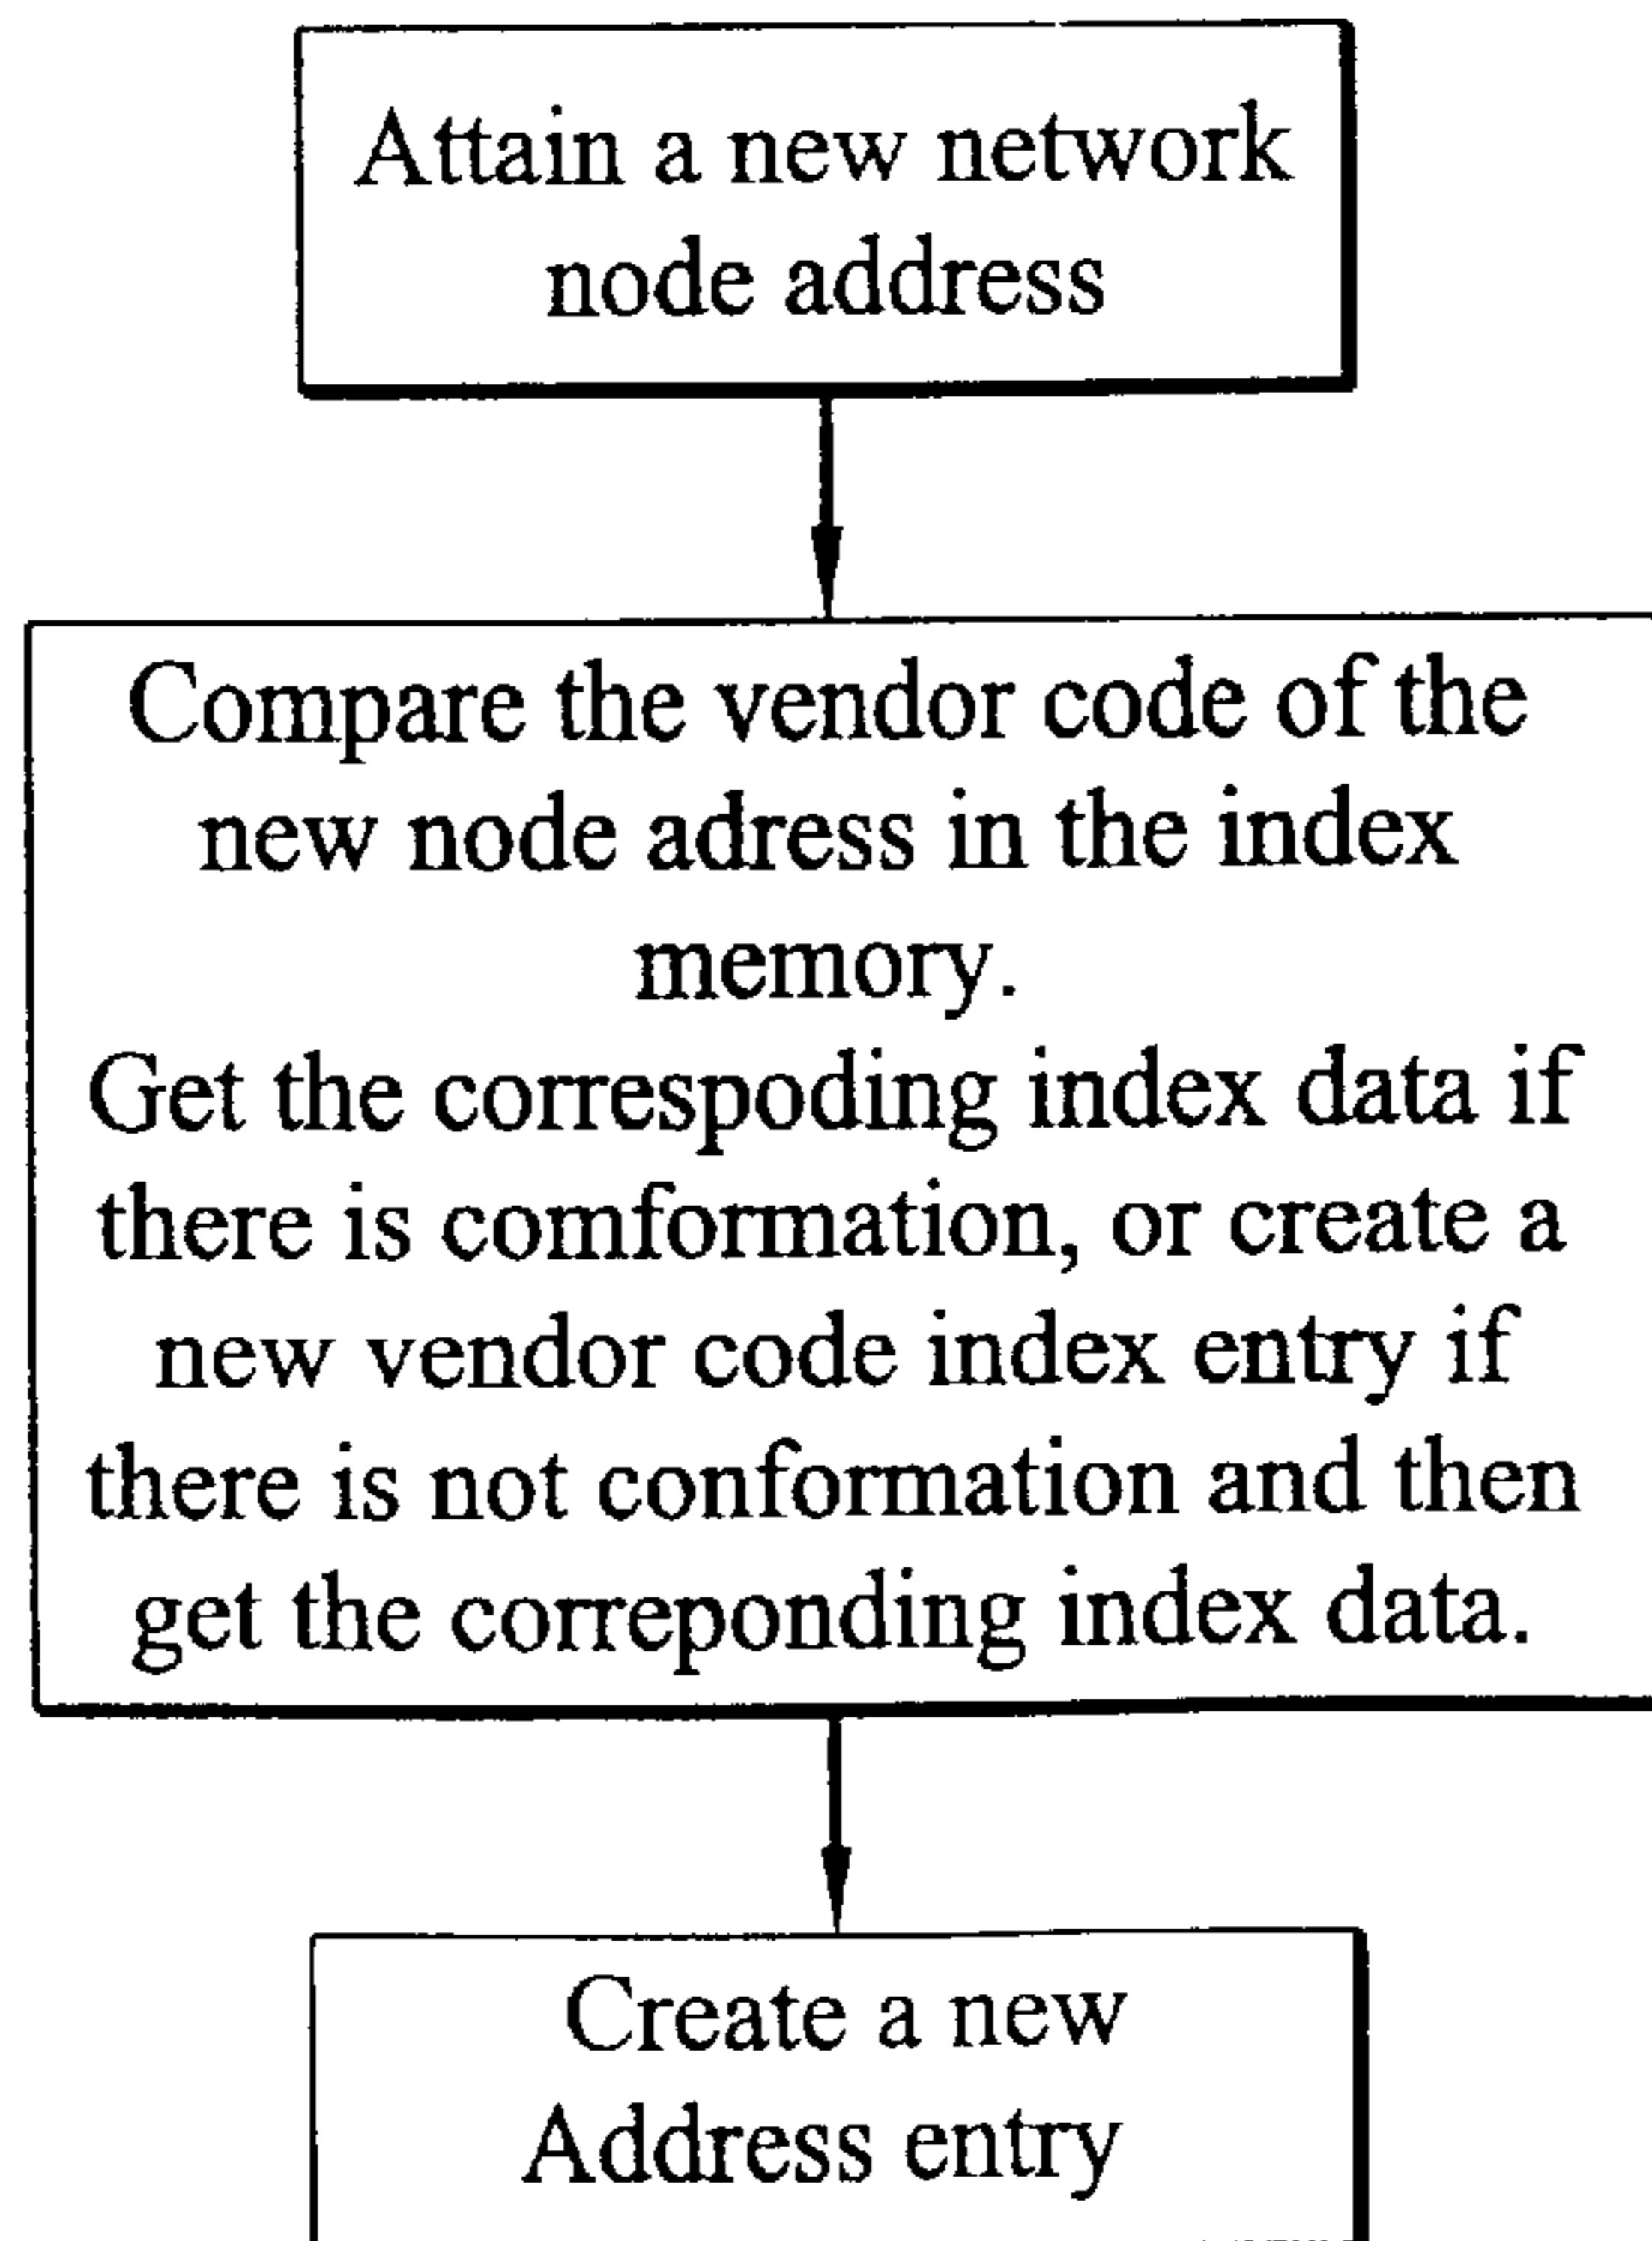 Attain a new network
node address
Compare the vendor code of the
new node adress in the index
memory.
Get the correspoding index data if
there is comformation, or create a
new vendor code index entry if
there is not conformation and then
get the correponding index data.
Create a new
Address entry